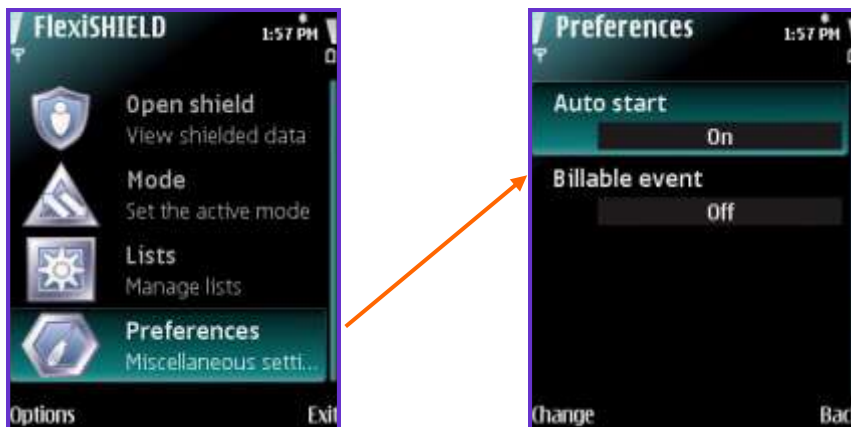 FlexiSHIELD
1:57 PM
Open shield
View shielded data
Mode
Set the active mode
Lists
Manage lists
Preferences
Miscellaneous setti...
Options Exit
Preferences
1:57 PM
Auto start
On
Billable event
Off
Change Bac